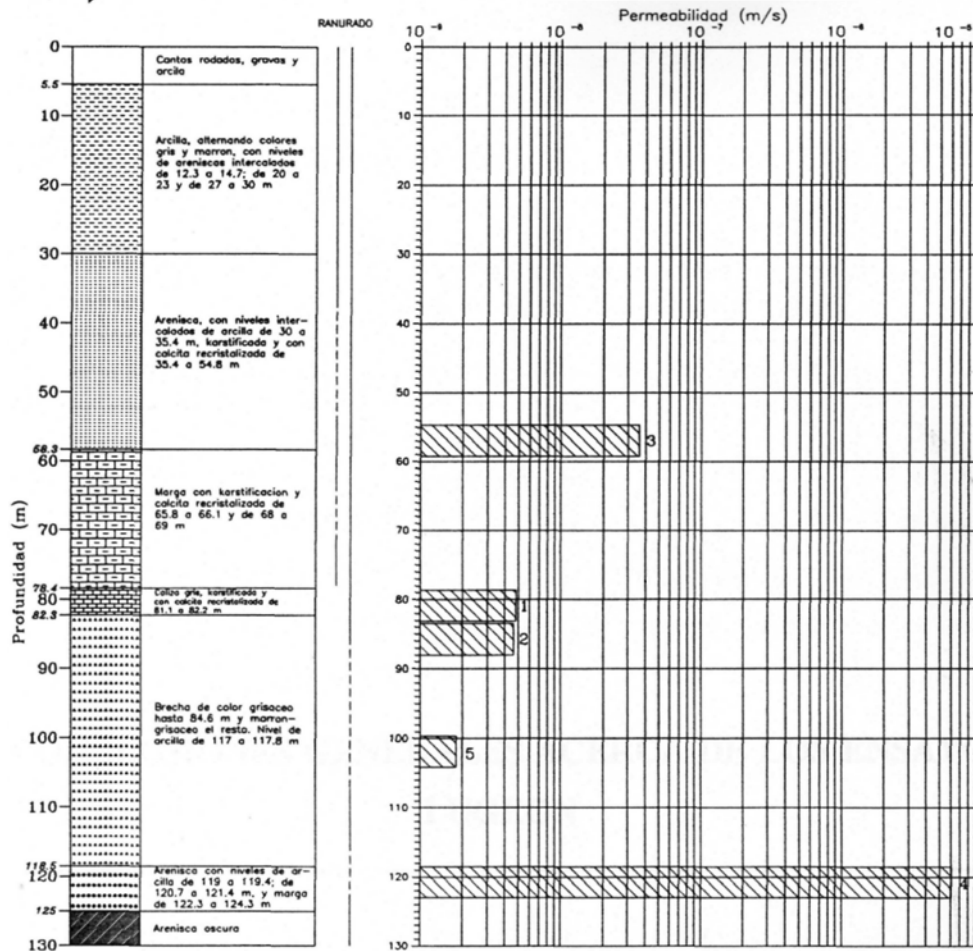 RANURADO
Permeabilidad (m/s)
10 -9 10 -8 10 -7 10 -6 10 -5
Profundidad (m)
0
5.5
10
20
30
40
50
58.3
60
70
78.4
80
82.3
90
100
110
118.5
120
125
130
Cantos rodados, gravas y
arcilla
Arcilla, alternando colores
gris y marron, con niveles
de areniscas intercalados
de 12.3 a 14.7; de 20 a
23 y de 27 a 30 m
Arenisca, con niveles inter-
calados de arcilla de 30 a
35.4 m, karstificada y con
calcita recristalizada de
35.4 a 54.8 m
Marga con karstificacion y
calcita recristalizada de
65.8 a 66.1 y de 68 a
69 m
Caliza gris, karstificada y
con calcita recristalizada de
81.1 a 82.2 m
Brecha de color grisaceo
hasta 84.6 m y marron-
grisaceo el resto. Nivel de
arcilla de 117 a 117.8 m
Arenisca con niveles de ar-
cilla de 119 a 119.4; de
120.7 a 121.4 m, y marga
de 122.3 a 124.3 m
Arenisca oscura
0
10
20
30
40
50
60
70
80
90
100
110
120
130
3
1
2
5
4